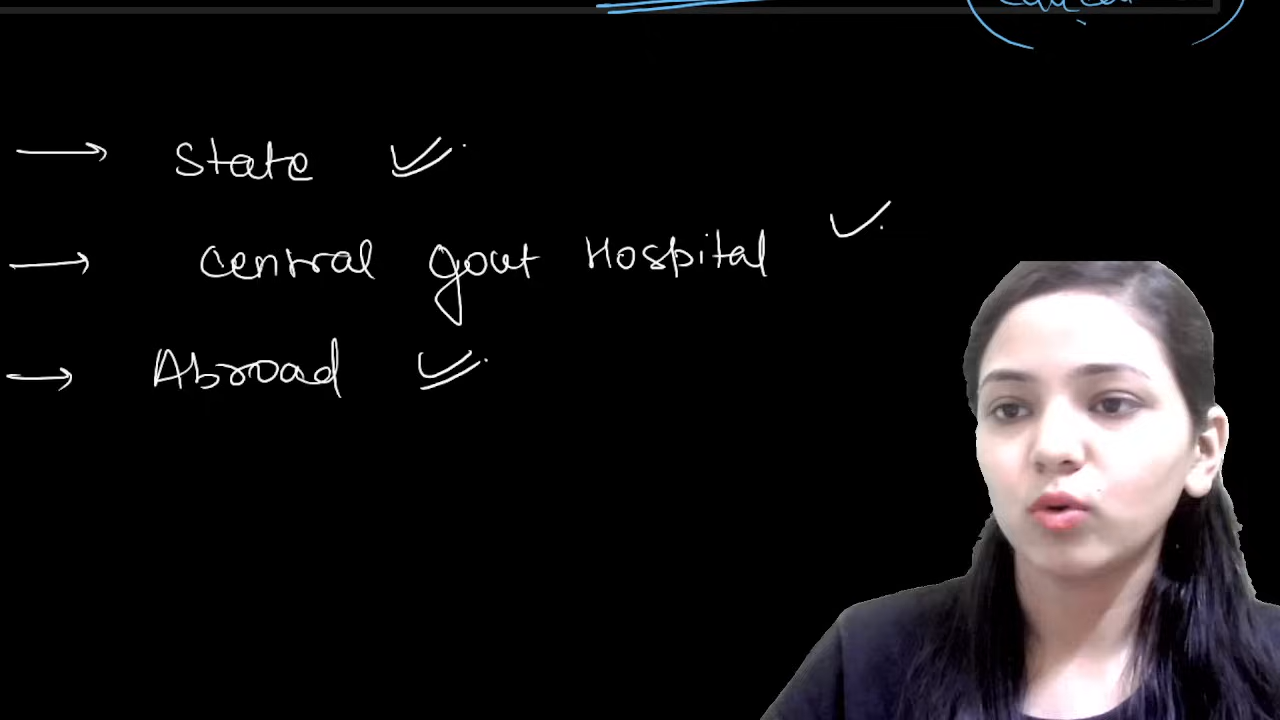 → State
→ Central govt Hospital
→ Abroad